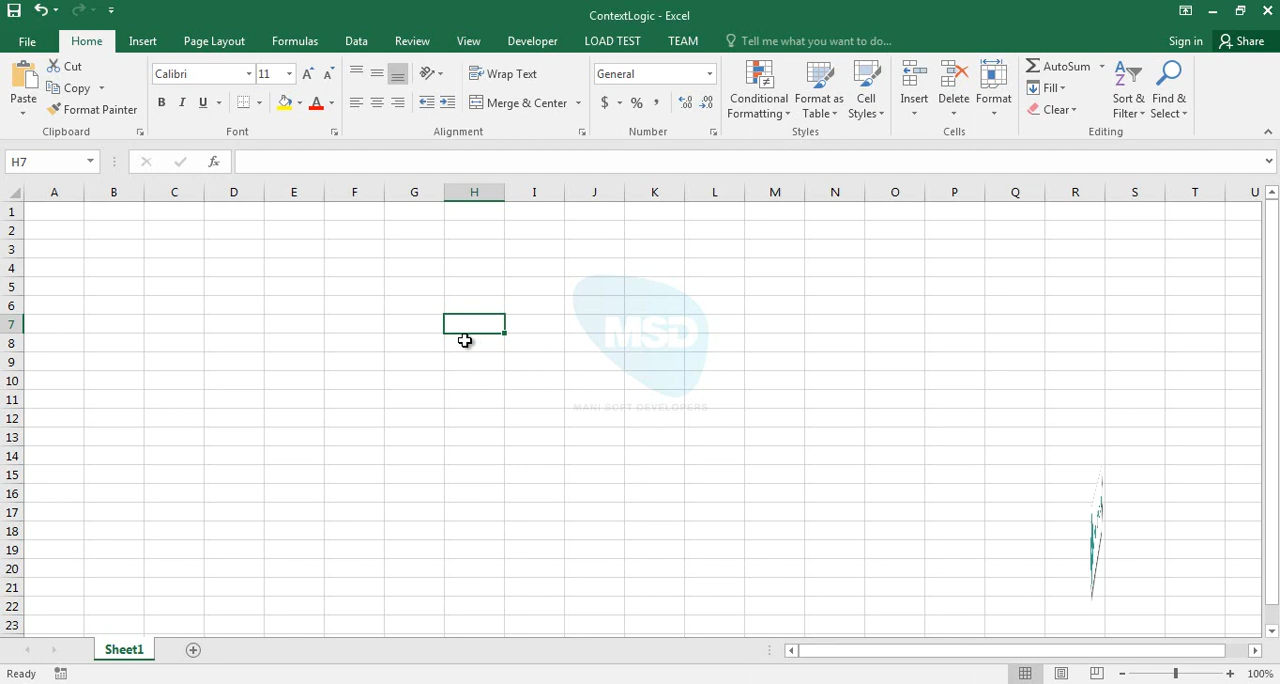 ContextLogic - Excel
File Home Insert Page Layout Formulas Data Review View Developer LOAD TEST TEAM Tell me what you want to do... Sign in Share
Paste Cut Copy Format Painter Clipboard
Calibri 11 B I U A Font
Wrap Text Merge & Center Alignment
General $ % , Number
Conditional Formatting Format as Table Cell Styles Styles
Insert Delete Format Cells
AutoSum Fill Clear Sort & Filter Find & Select Editing
H7 fx
A B C D E F G H I J K L M N O P Q R S T U
1
2
3
4
5
6
7
8
9
10
11
12
13
14
15
16
17
18
19
20
21
22
23
MSD
MANI SOFT DEVELOPERS
Sheet1
Ready 100%